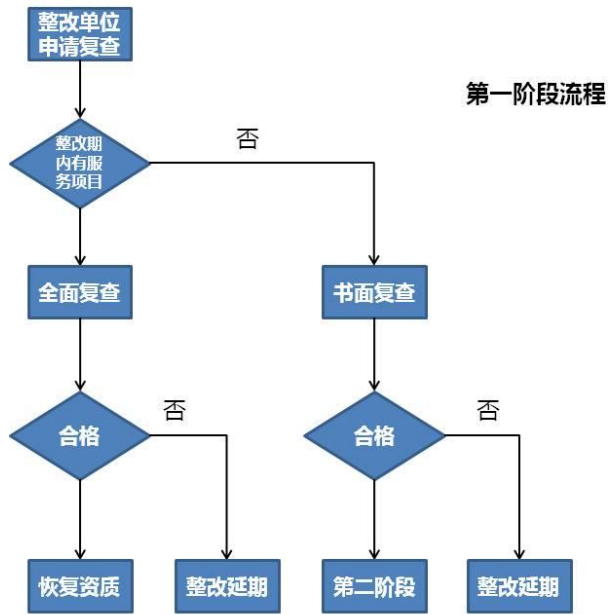 整改单位
申请复查
第一阶段流程
整改期
内有服
务项目
否
全面复查
书面复查
合格
否
合格
否
恢复资质
整改延期
第二阶段
整改延期